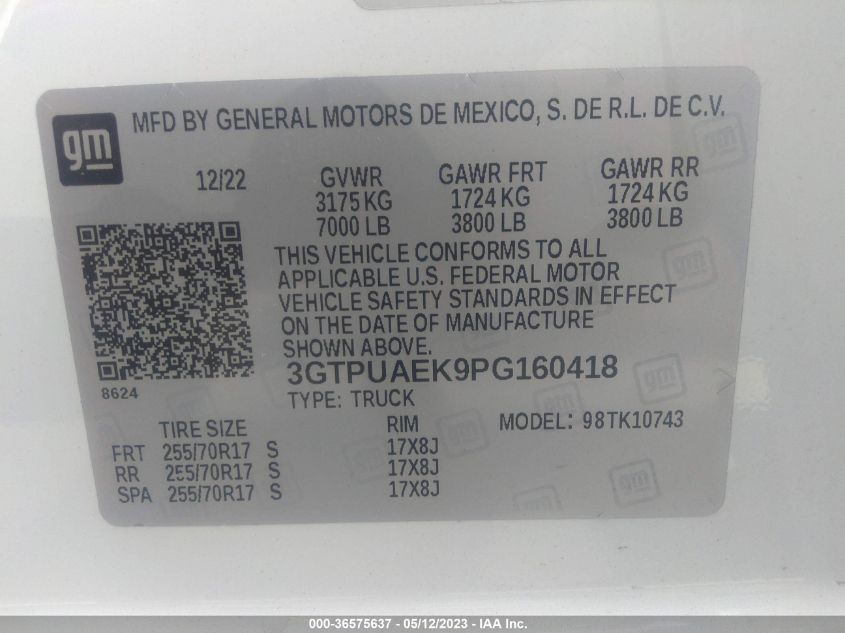 gm
MFD BY GENERAL MOTORS DE MEXICO, S. DE R.L. DE C.V.
12/22 GVWR GAWR FRT GAWR RR
3175 KG 1724 KG 1724 KG
7000 LB 3800 LB 3800 LB
THIS VEHICLE CONFORMS TO ALL
APPLICABLE U.S. FEDERAL MOTOR
VEHICLE SAFETY STANDARDS IN EFFECT
ON THE DATE OF MANUFACTURE
SHOWN ABOVE.
3GTPUAEK9PG160418
8624
TYPE: TRUCK
TIRE SIZE RIM MODEL: 98TK10743
FRT 255/70R17 S 17X8J
RR 255/70R17 S 17X8J
SPA 255/70R17 S 17X8J
000-36575637 - 05/12/2023 - IAA Inc.